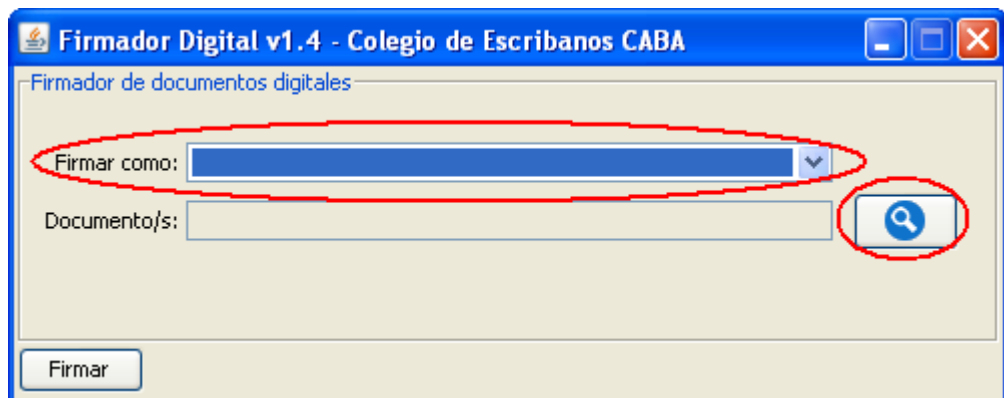 Firmador Digital v1.4 - Colegio de Escribanos CABA
Firmador de documentos digitales
Firmar como:
Documento/s:
Firmar